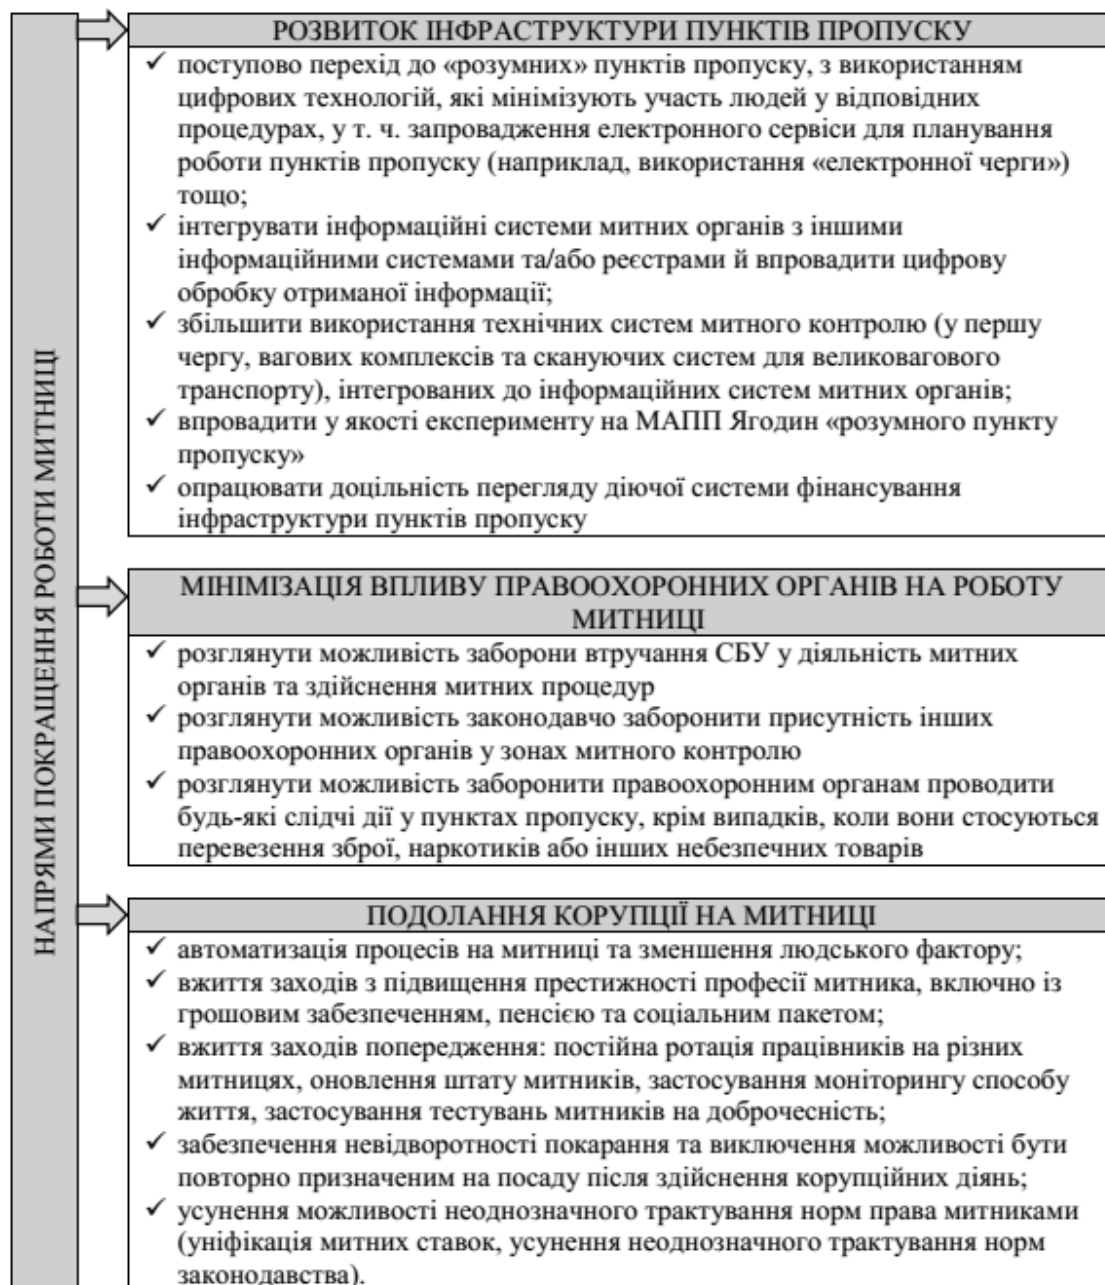 НАПРЯМИ ПОКРАЩЕННЯ РОБОТИ МИТНИЦІ
РОЗВИТОК ІНФРАСТРУКТУРИ ПУНКТІВ ПРОПУСКУ
✓ поступово перехід до «розумних» пунктів пропуску, з використанням
цифрових технологій, які мінімізують участь людей у відповідних
процедурах, у т. ч. запровадження електронного сервіси для планування
роботи пунктів пропуску (наприклад, використання «електронної черги»)
тощо;
✓ інтегрувати інформаційні системи митних органів з іншими
інформаційними системами та/або реєстрами й впровадити цифрову
обробку отриманої інформації;
✓ збільшити використання технічних систем митного контролю (у першу
чергу, вагових комплексів та скануючих систем для великовагового
транспорту), інтегрованих до інформаційних систем митних органів;
✓ впровадити у якості експерименту на МАПП Ягодин «розумного пункту
пропуску»
✓ опрацювати доцільність перегляду діючої системи фінансування
інфраструктури пунктів пропуску
МІНІМІЗАЦІЯ ВПЛИВУ ПРАВООХОРОННИХ ОРГАНІВ НА РОБОТУ
МИТНИЦІ
✓ розглянути можливість заборони втручання СБУ у діяльність митних
органів та здійснення митних процедур
✓ розглянути можливість законодавчо заборонити присутність інших
правоохоронних органів у зонах митного контролю
✓ розглянути можливість заборонити правоохоронним органам проводити
будь-які слідчі дії у пунктах пропуску, крім випадків, коли вони стосуються
перевезення зброї, наркотиків або інших небезпечних товарів
ПОДОЛАННЯ КОРУПЦІЇ НА МИТНИЦІ
✓ автоматизація процесів на митниці та зменшення людського фактору;
✓ вжиття заходів з підвищення престижності професії митника, включно із
грошовим забезпеченням, пенсією та соціальним пакетом;
✓ вжиття заходів попередження: постійна ротація працівників на різних
митницях, оновлення штату митників, застосування моніторингу способу
життя, застосування тестувань митників на доброчесність;
✓ забезпечення невідворотності покарання та виключення можливості бути
повторно призначеним на посаду після здійснення корупційних діянь;
✓ усунення можливості неоднозначного трактування норм права митниками
(уніфікація митних ставок, усунення неоднозначного трактування норм
законодавства).